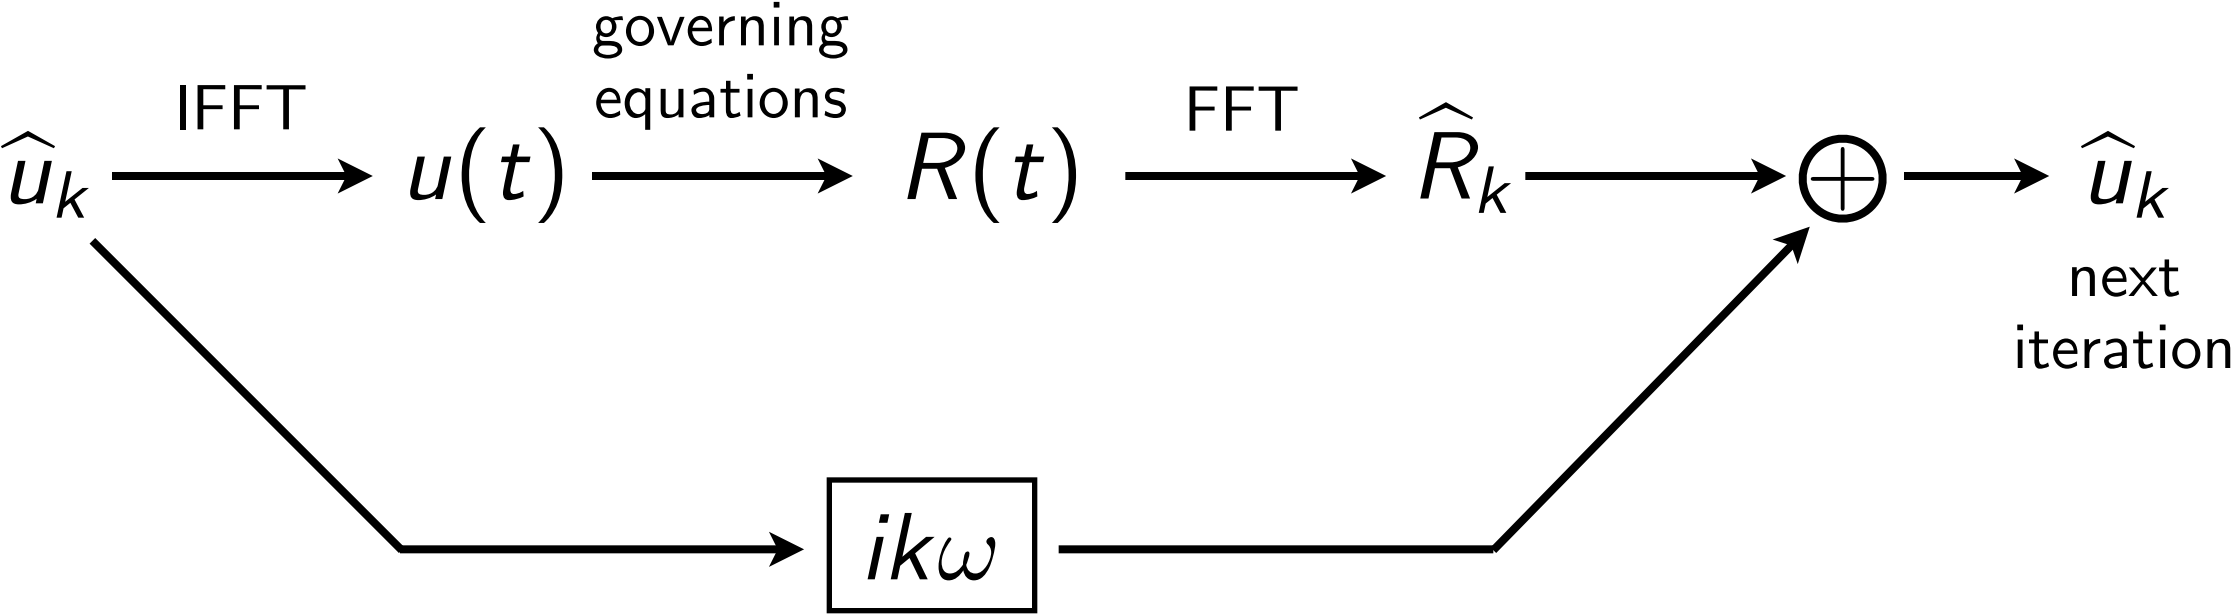 governing
equations
IFFT
FFT
û_k
u(t)
R(t)
R̂_k
⊕
û_k
next
iteration
ikω